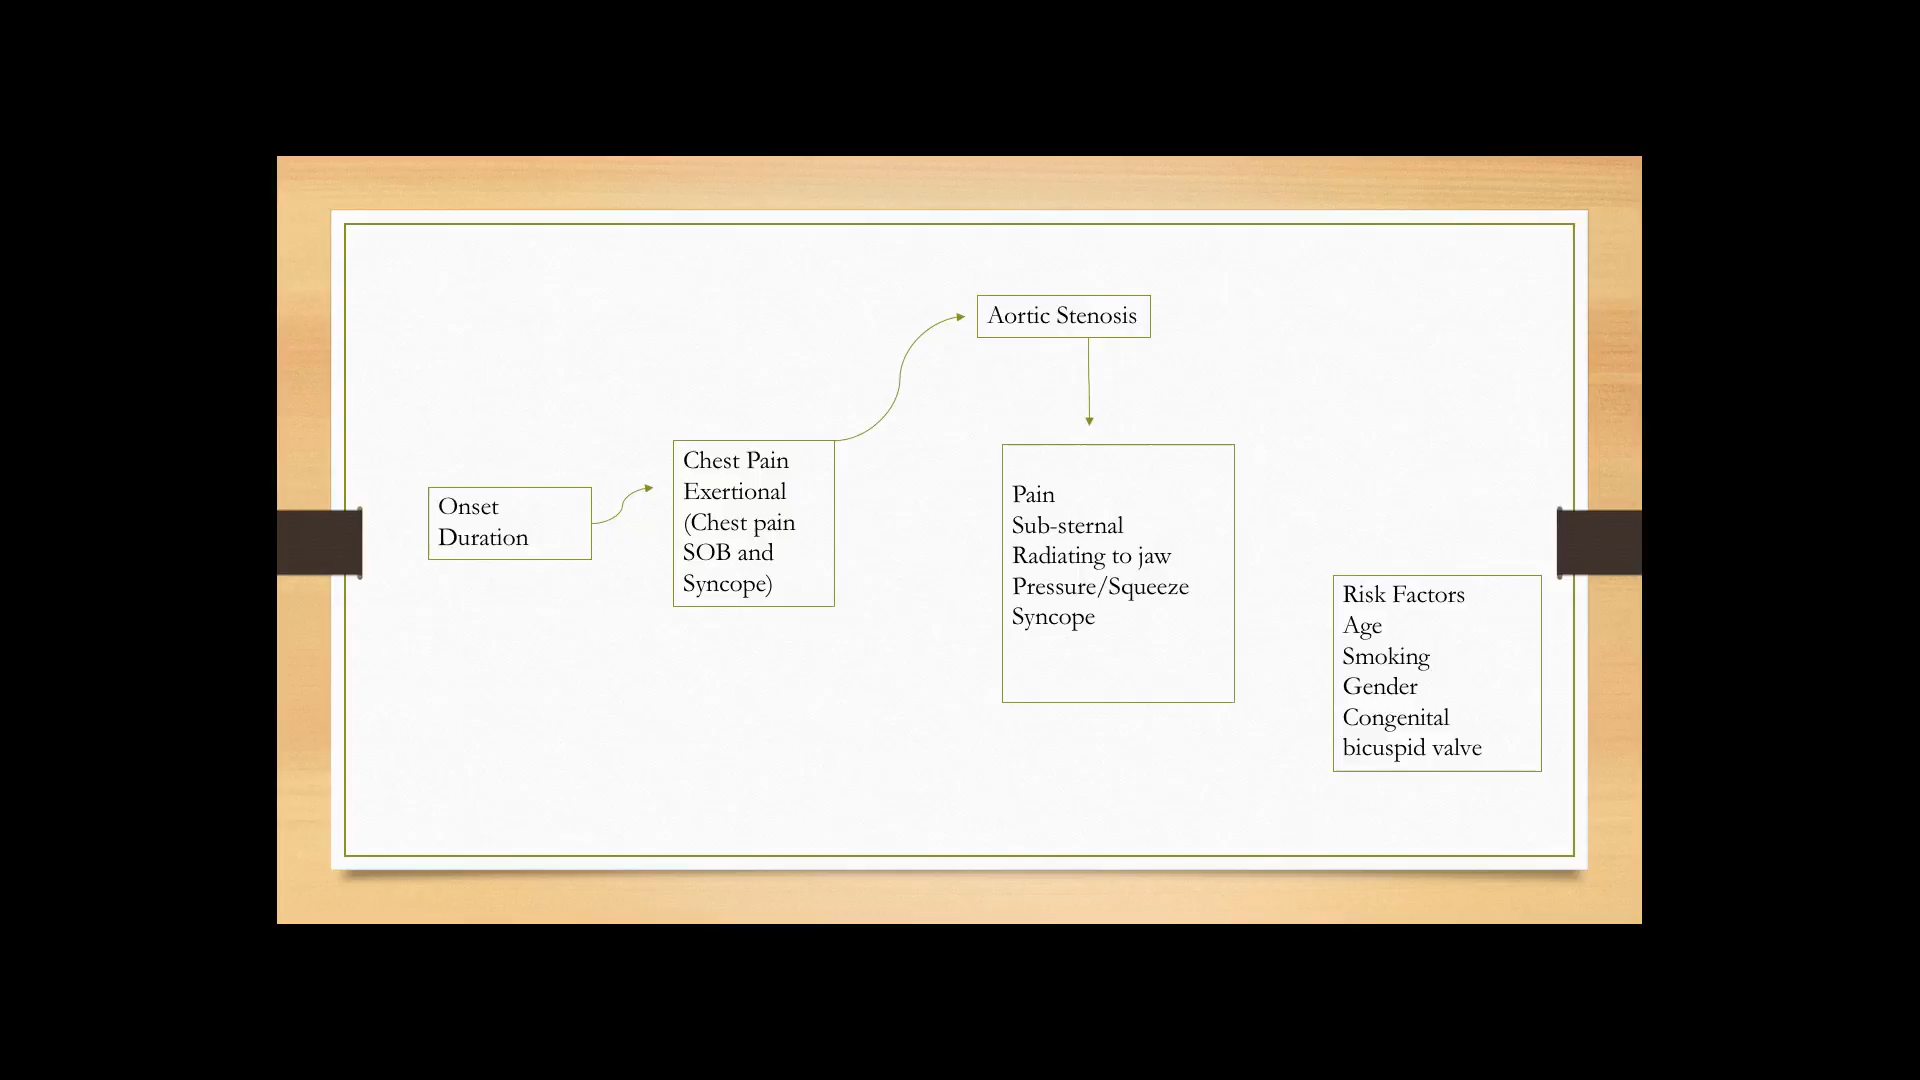 Aortic Stenosis
Onset
Duration
Chest Pain
Exertional
(Chest pain
SOB and
Syncope)
Pain
Sub-sternal
Radiating to jaw
Pressure/Squeeze
Syncope
Risk Factors
Age
Smoking
Gender
Congenital
bicuspid valve